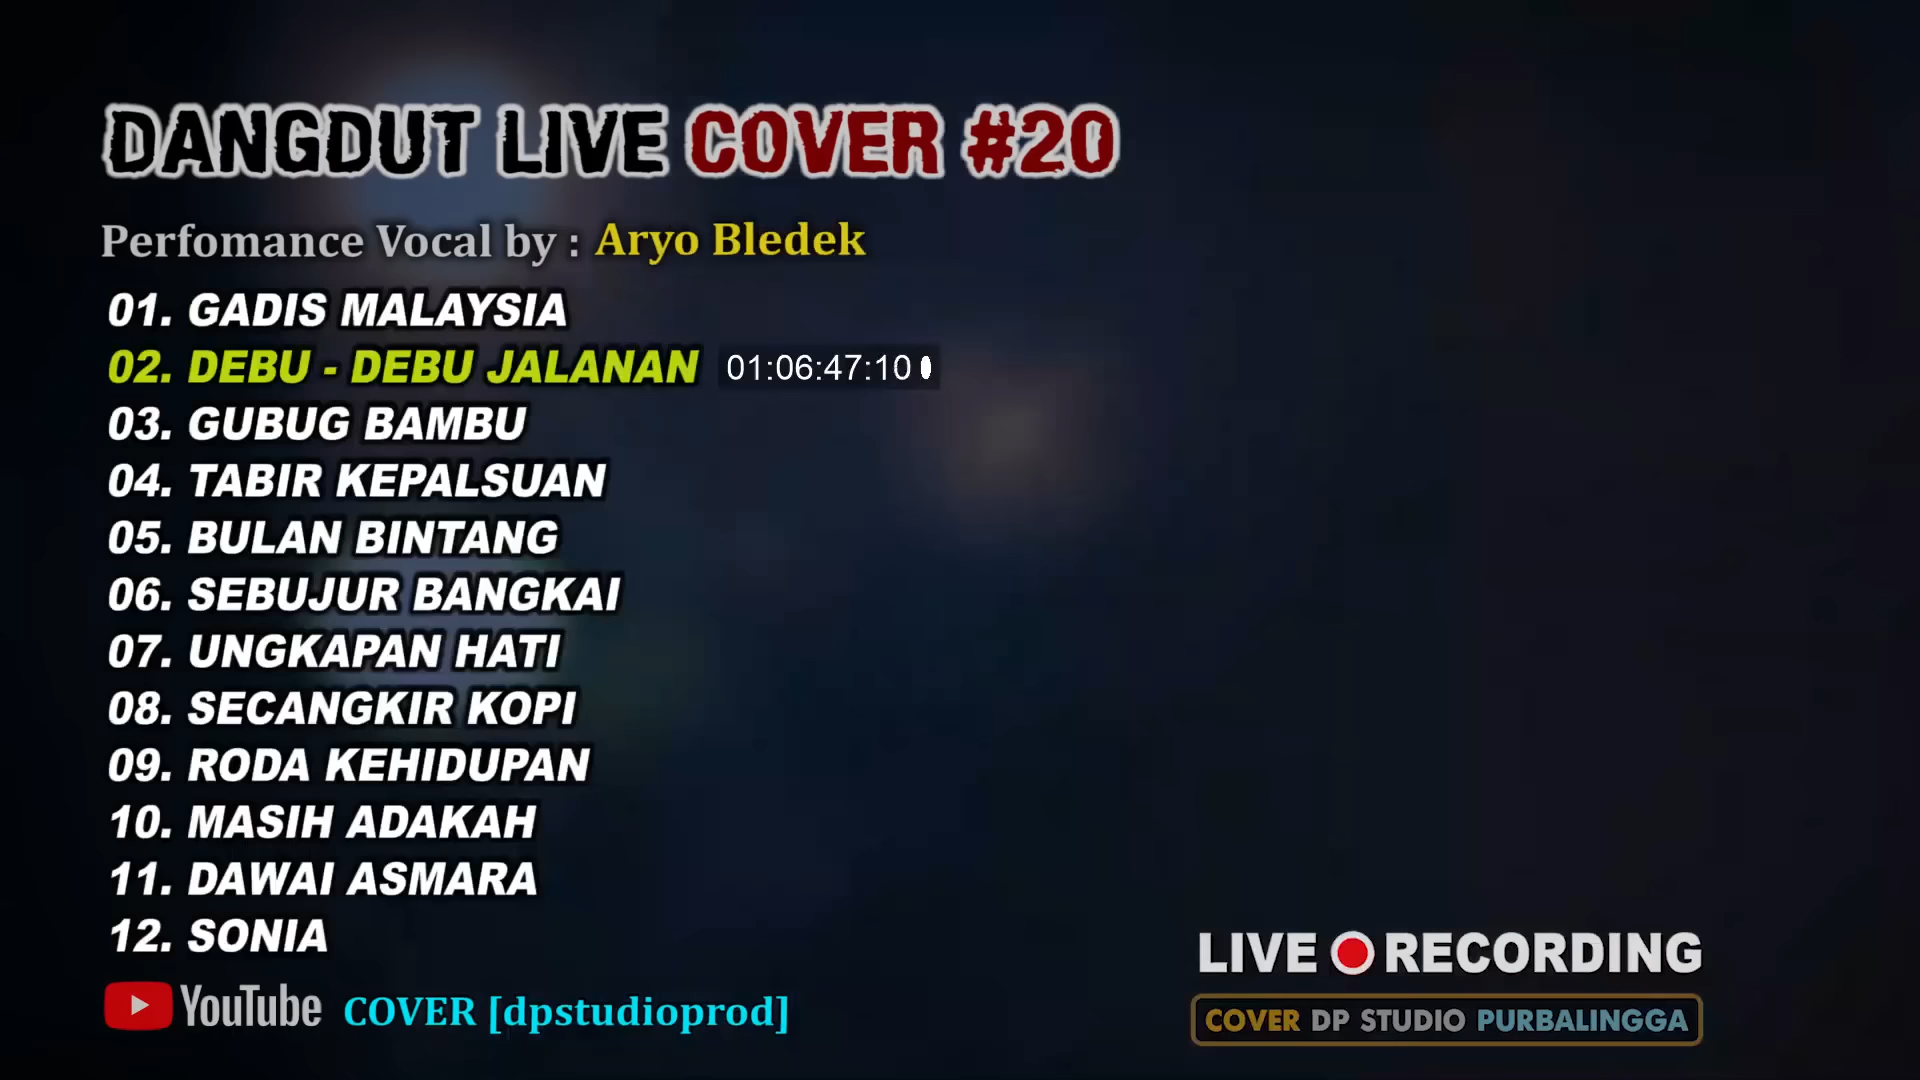 DANGDUT LIVE COVER #20
Perfomance Vocal by : Aryo Bledek
01. GADIS MALAYSIA
02. DEBU - DEBU JALANAN 01:06:47:10
03. GUBUG BAMBU
04. TABIR KEPALSUAN
05. BULAN BINTANG
06. SEBUJUR BANGKAI
07. UNGKAPAN HATI
08. SECANGKIR KOPI
09. RODA KEHIDUPAN
10. MASIH ADAKAH
11. DAWAI ASMARA
12. SONIA
YouTube COVER [dpstudioprod]
LIVE RECORDING
COVER DP STUDIO PURBALINGGA